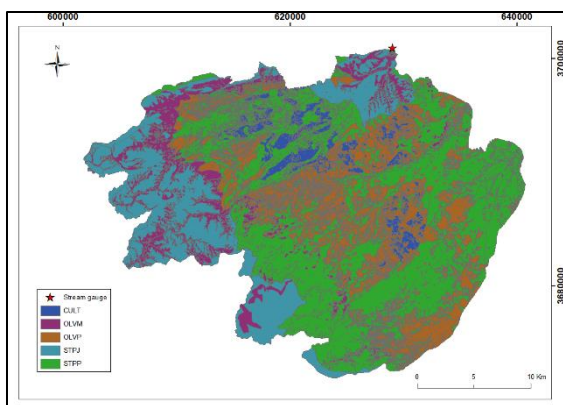 600000 620000 640000
N
3700000
3680000
Stream gauge
CULT
OLVM
OLVP
STPJ
STPP
0 5 10 Km